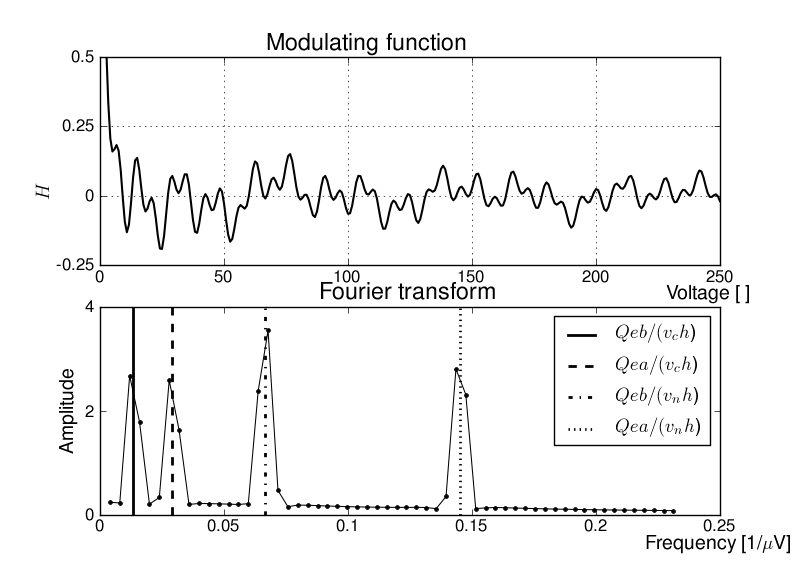 Modulating function
0.5
0.25
0
-0.25
H
0
50
100
150
200
250
Voltage [ ]
Fourier transform
4
2
0
Amplitude
Qeb/(v_c h)
Qea/(v_c h)
Qeb/(v_n h)
Qea/(v_n h)
0
0.05
0.1
0.15
0.2
0.25
Frequency [1/μV]